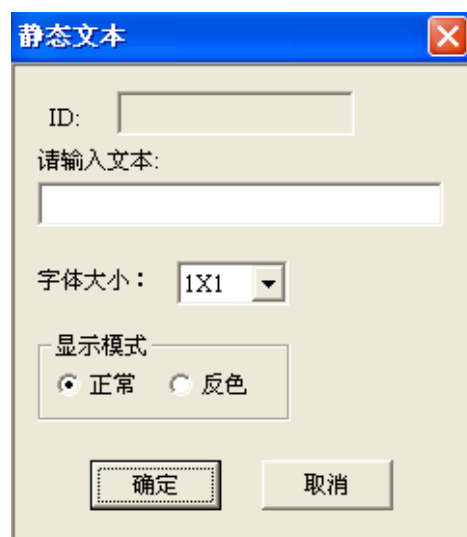 静态文本
ID:
请输入文本:
字体大小： 1X1
显示模式
正常 反色
确定 取消